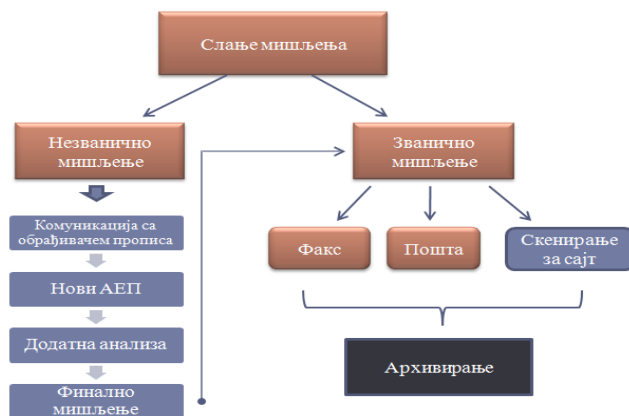 Слање мишљења
Незванично
мишљење
Званично
мишљење
Комуникација са
обрађивачем прописа
Нови АЕП
Додатна анализа
Финално
мишљење
Факс
Пошта
Скенирање
за сајт
Архивирање